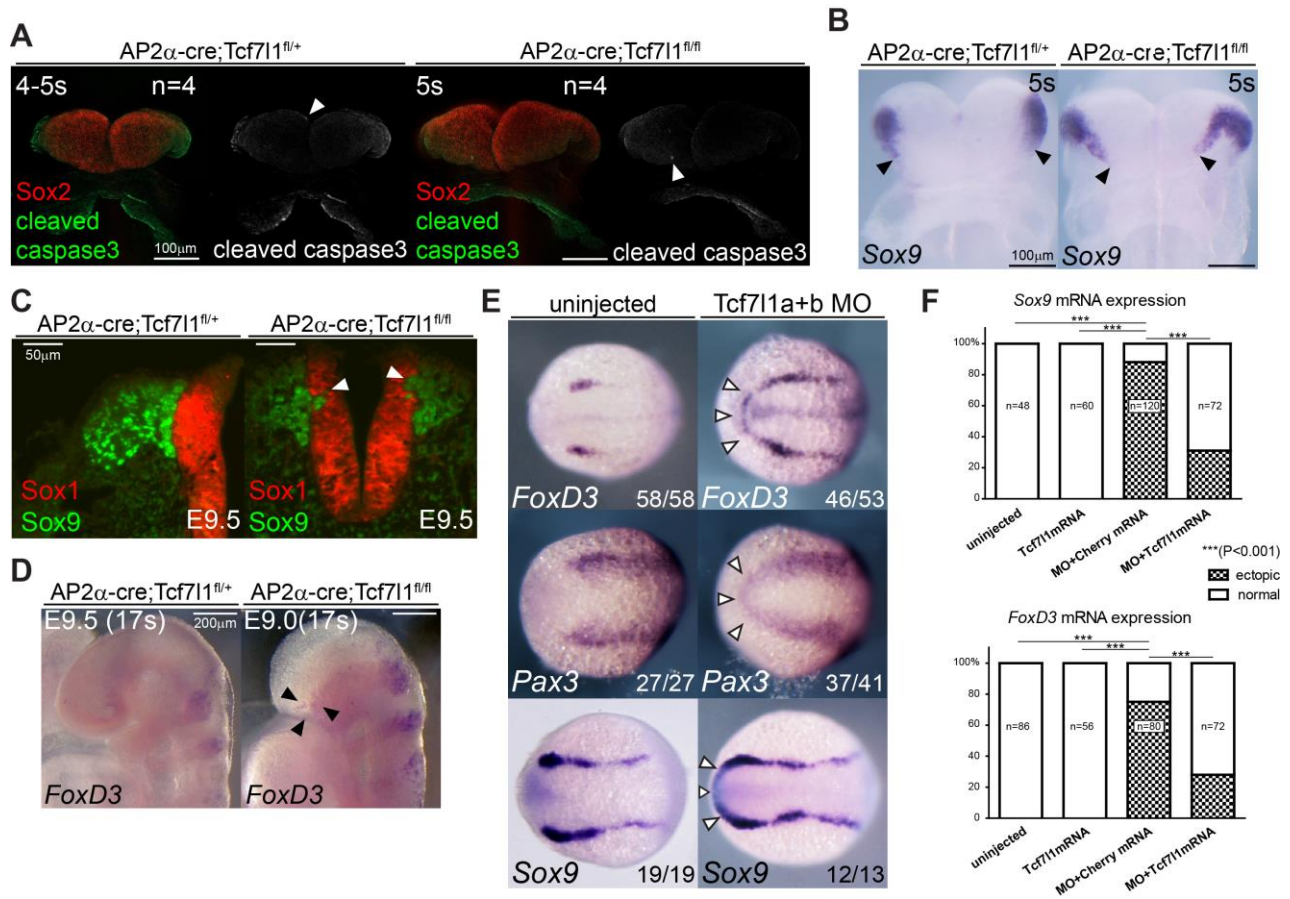 A
AP2α-cre;Tcf7l1fl/+
AP2α-cre;Tcf7l1fl/fl
4-5s
n=4
5s
n=4
Sox2
cleaved
caspase3
100μm
cleaved caspase3
Sox2
cleaved
caspase3
cleaved caspase3
B
AP2α-cre;Tcf7l1fl/+
AP2α-cre;Tcf7l1fl/fl
5s
5s
Sox9
100μm
Sox9
C
AP2α-cre;Tcf7l1fl/+
AP2α-cre;Tcf7l1fl/fl
50μm
Sox1
Sox9
E9.5
Sox1
Sox9
E9.5
D
AP2α-cre;Tcf7l1fl/+
AP2α-cre;Tcf7l1fl/fl
E9.5 (17s)
200μm
E9.0(17s)
FoxD3
FoxD3
E
uninjected
Tcf7l1a+b MO
FoxD3
58/58
FoxD3
46/53
Pax3
27/27
Pax3
37/41
Sox9
19/19
Sox9
12/13
F
Sox9 mRNA expression
***
***
***
100%
80
60
40
20
0
n=48
n=60
n=120
n=72
uninjected
Tcf7l1mRNA
MO+Cherry mRNA
MO+Tcf7l1mRNA
***(P<0.001)
ectopic
normal
FoxD3 mRNA expression
***
***
***
100%
80
60
40
20
0
n=86
n=56
n=80
n=72
uninjected
Tcf7l1mRNA
MO+Cherry mRNA
MO+Tcf7l1mRNA